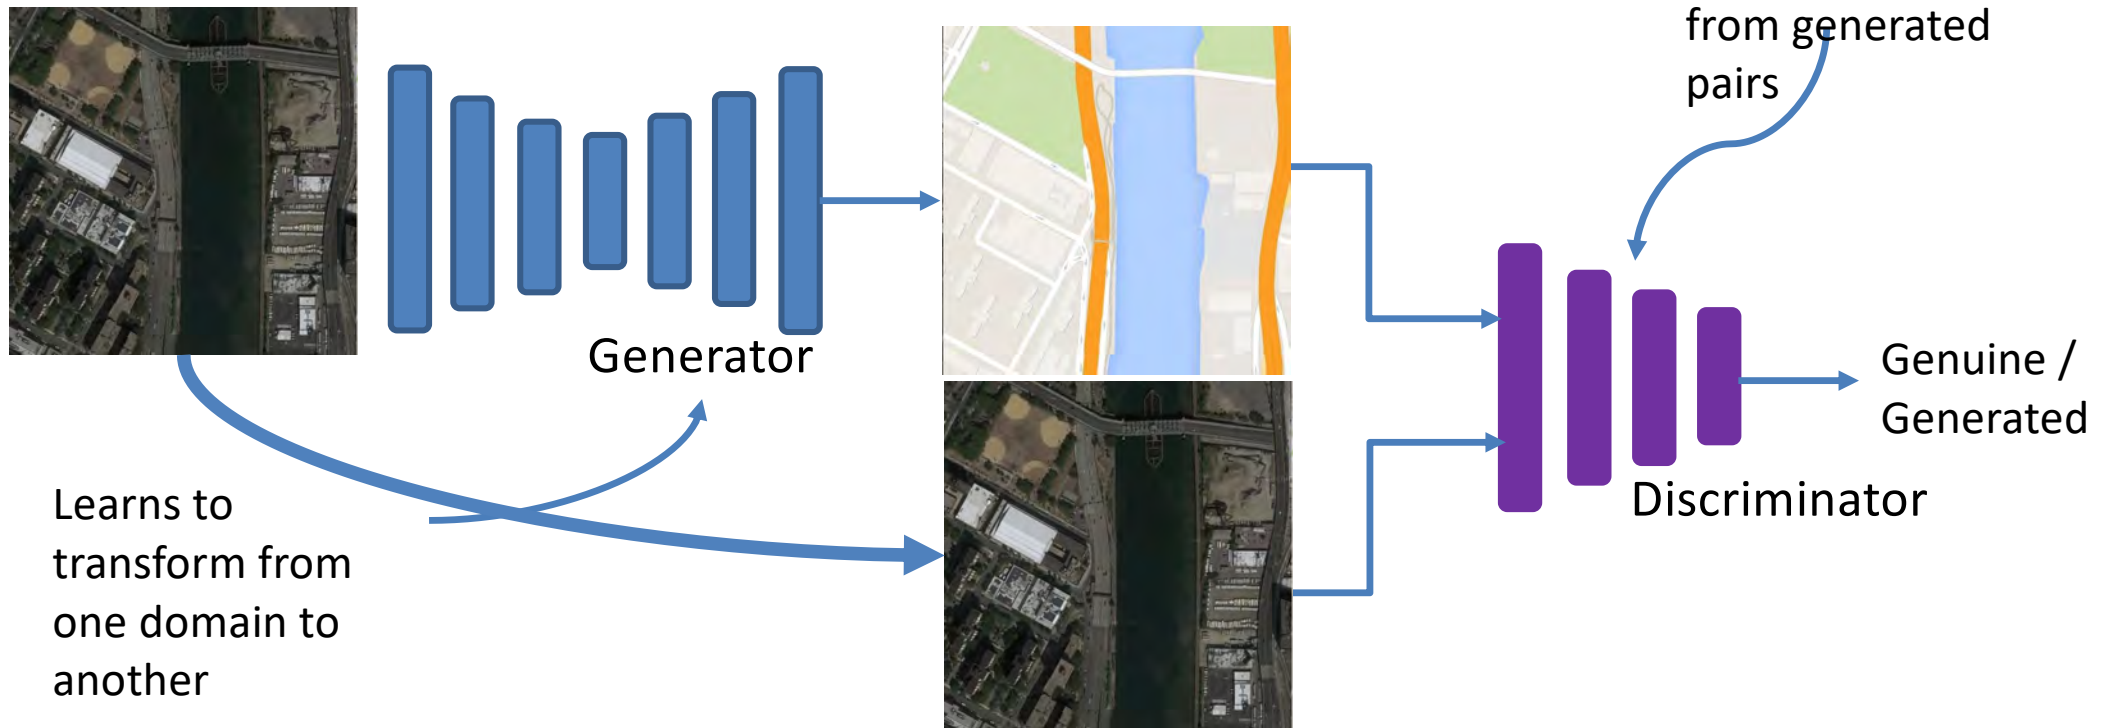 from generated
pairs
Generator
Genuine /
Generated
Discriminator
Learns to
transform from
one domain to
another